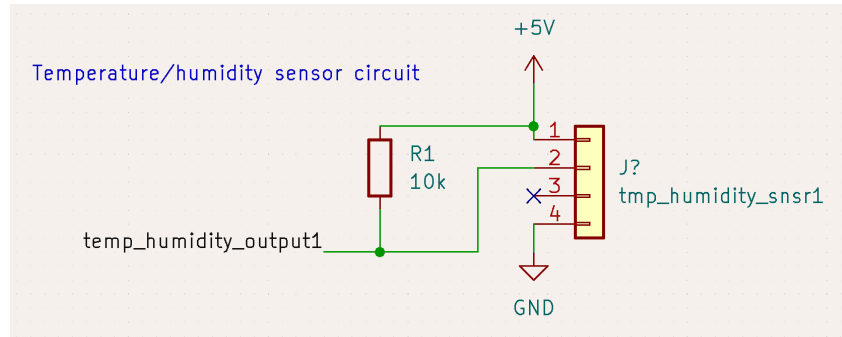 +5V
Temperature/humidity sensor circuit
1
R1
2
J?
10k
3
tmp_humidity_snsr1
4
temp_humidity_output1
GND